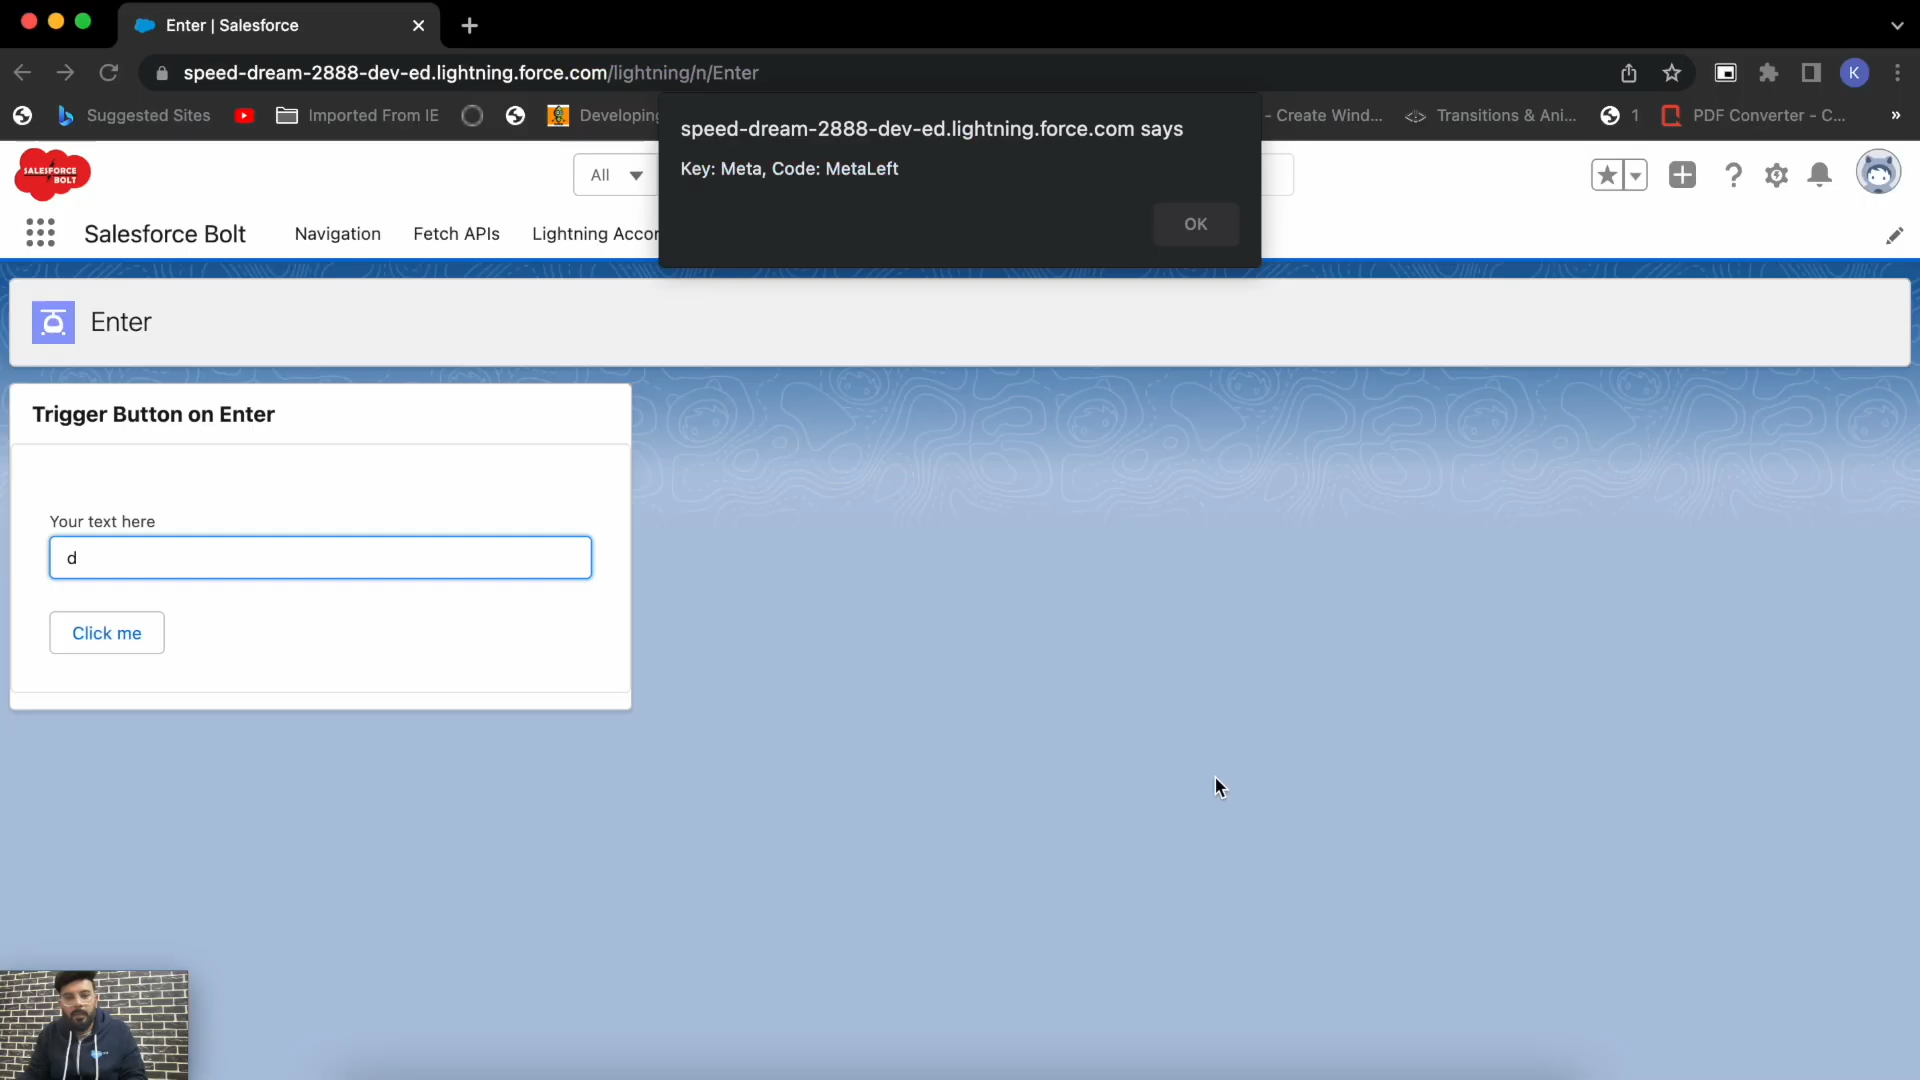 Enter | Salesforce
speed-dream-2888-dev-ed.lightning.force.com/lightning/n/Enter
K
Suggested Sites
Imported From IE
Developing
- Create Wind...
Transitions & Ani...
1
PDF Converter - C...
»
speed-dream-2888-dev-ed.lightning.force.com says
Key: Meta, Code: MetaLeft
OK
SALESFORCE
BOLT
All
Salesforce Bolt
Navigation
Fetch APIs
Lightning Accor
Enter
Trigger Button on Enter
Your text here
d
Click me